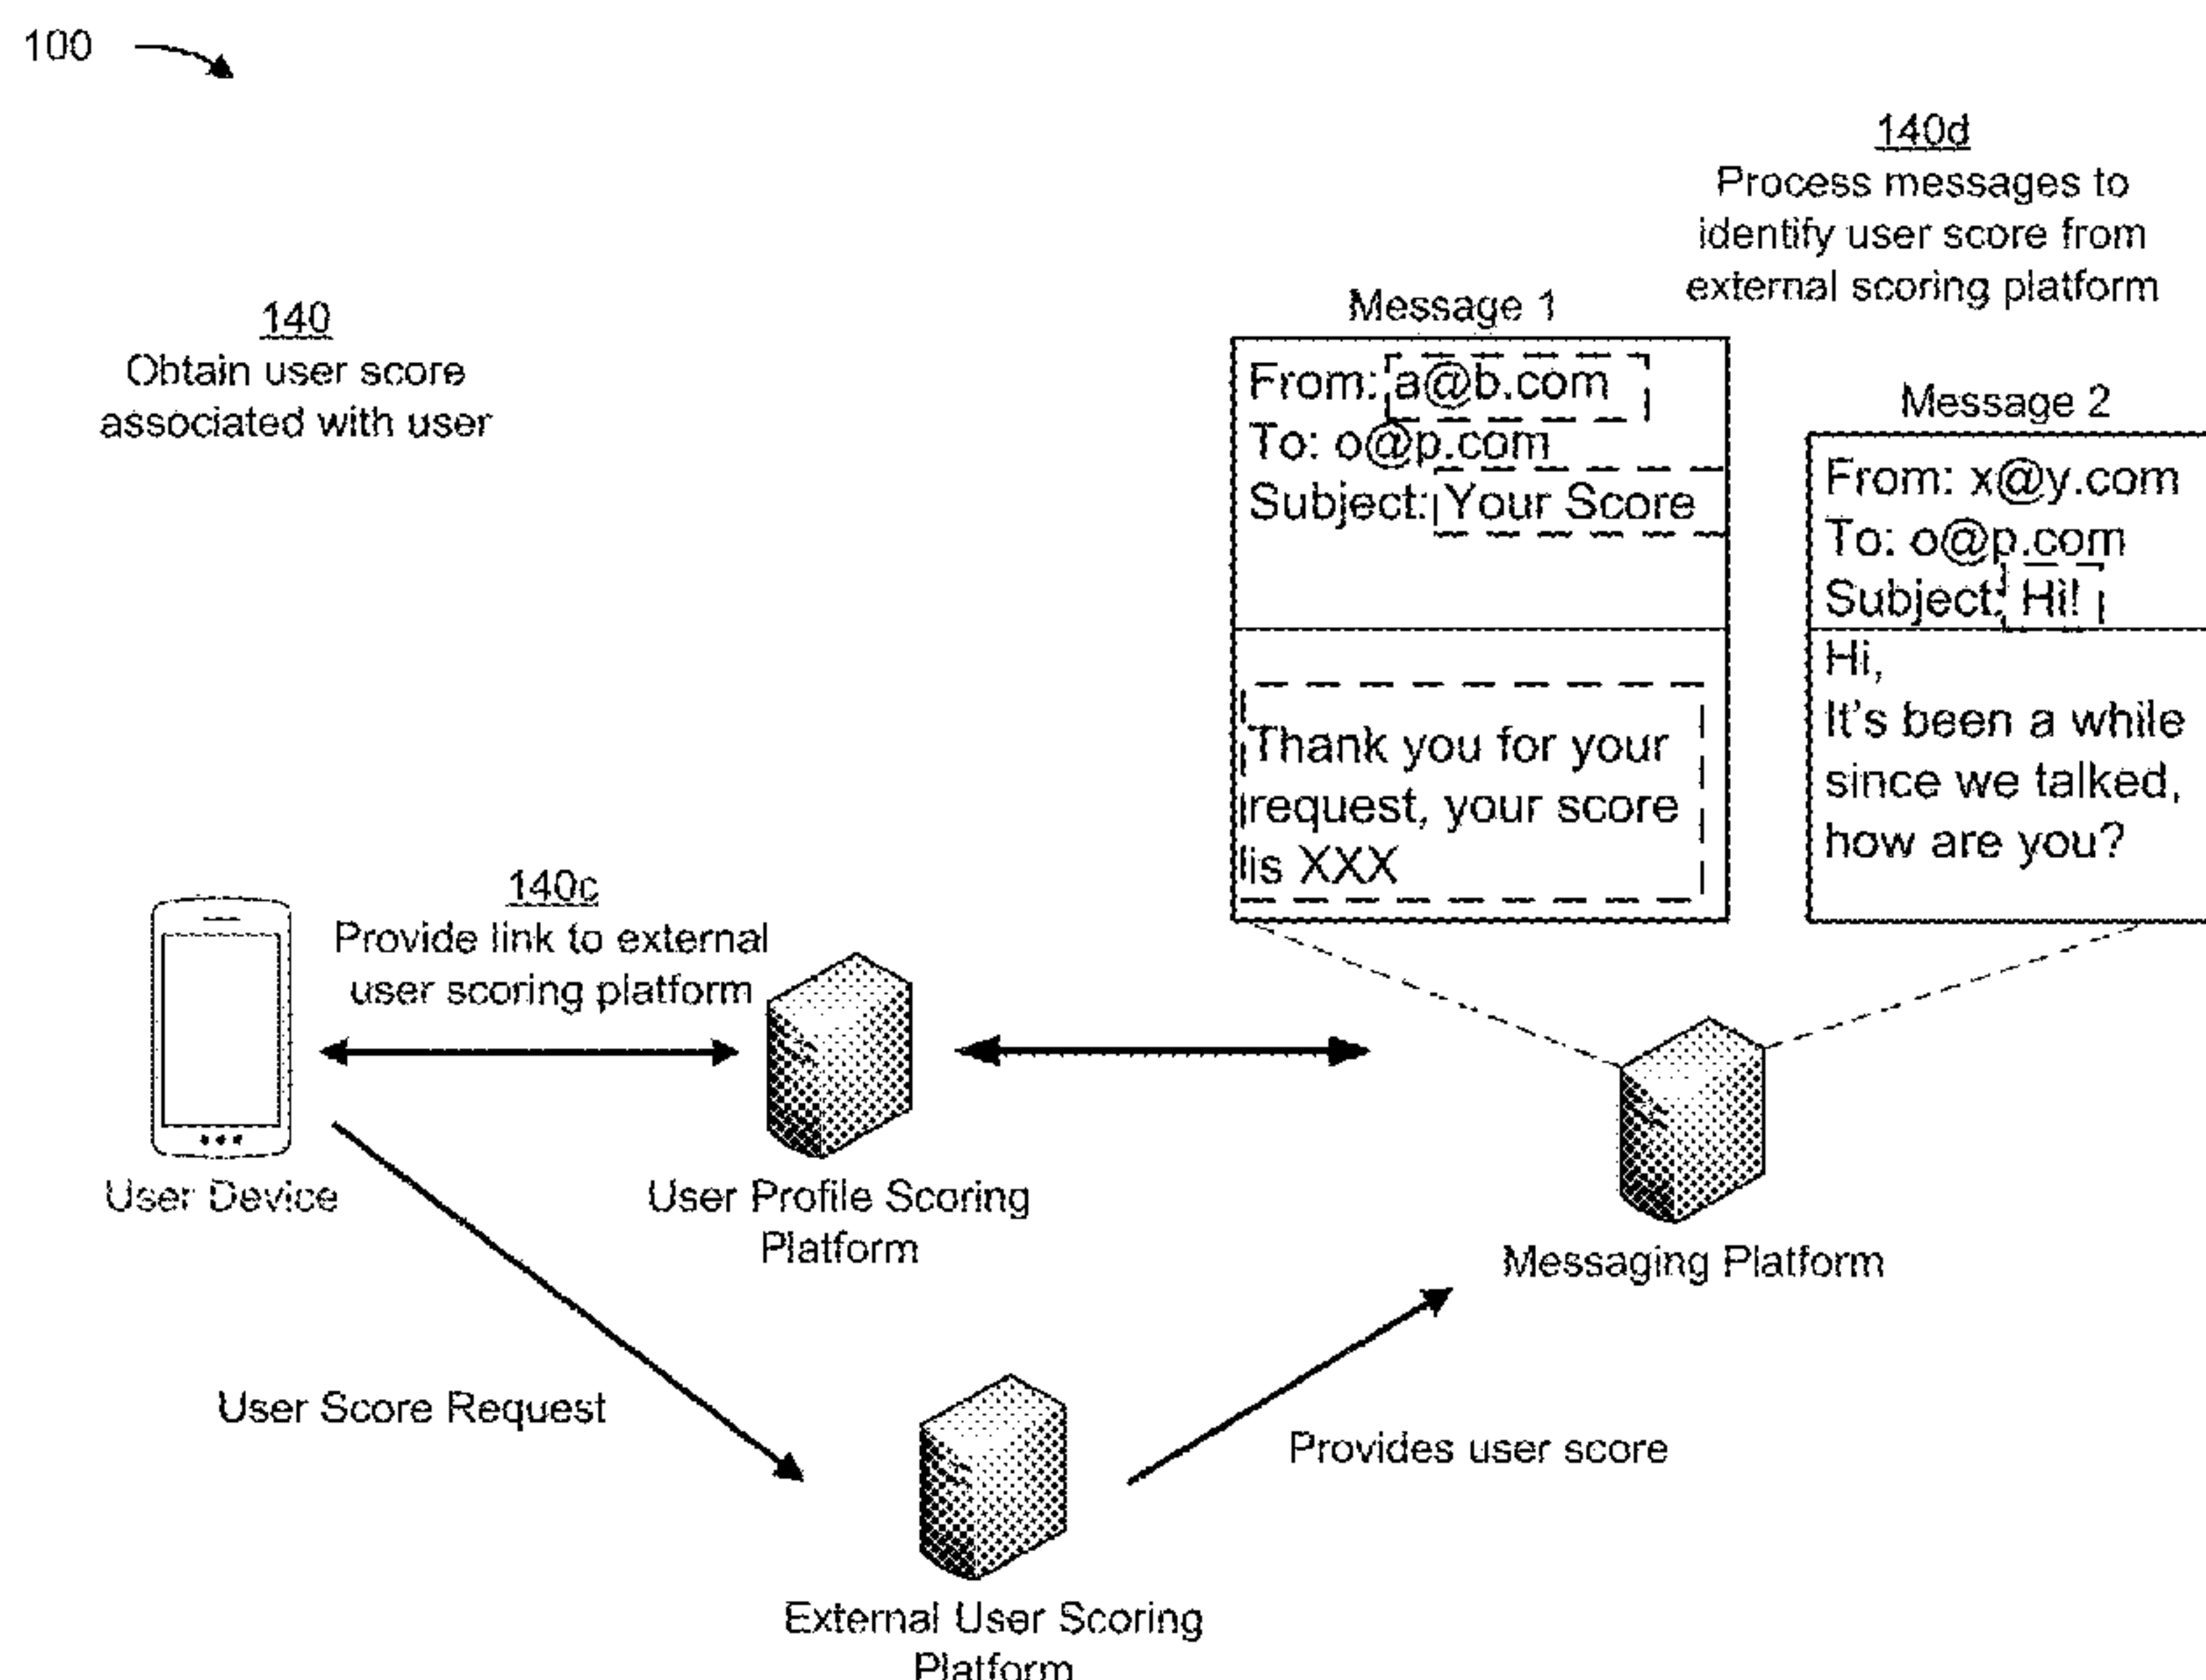 100
140d
Process messages to
identify user score from
external scoring platform
140
Obtain user score
associated with user
Message 1
From: a@b.com
To: o@p.com
Subject: Your Score
Thank you for your
request, your score
is XXX
Message 2
From: x@y.com
To: o@p.com
Subject: Hi!
Hi,
It's been a while
since we talked,
how are you?
140c
Provide link to external
user scoring platform
User Device
User Profile Scoring
Platform
Messaging Platform
User Score Request
Provides user score
External User Scoring
Platform